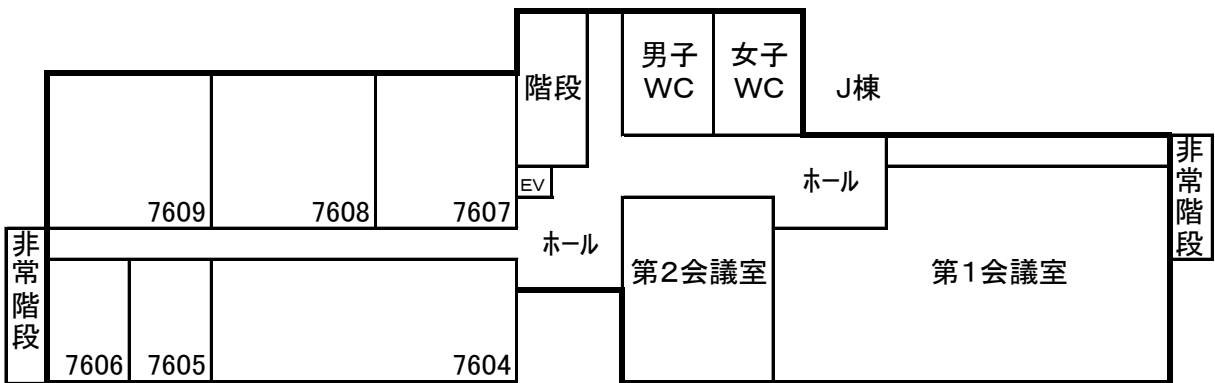 男子
WC
女子
WC
階段
J棟
非常階段
EV
ホール
7609
7608
7607
ホール
非常階段
第2会議室
第1会議室
7606
7605
7604